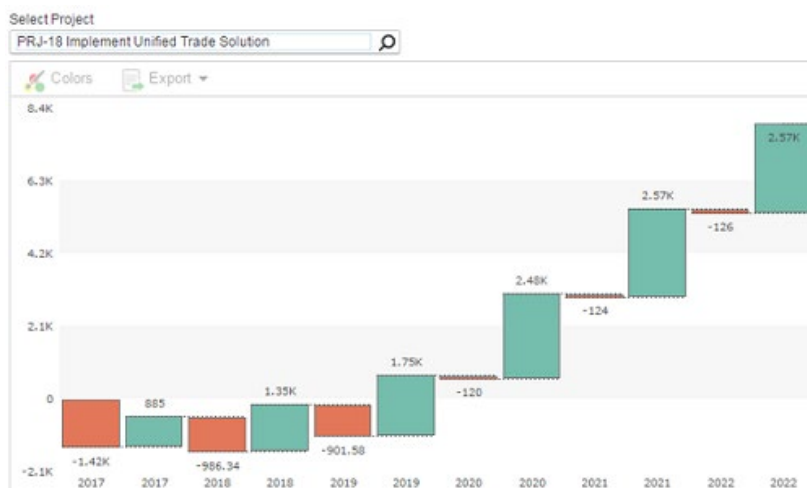 Select Project
PRJ-18 Implement Unified Trade Solution
Colors Export
8.4K
2.57K
6.3K
2.57K
-126
4.2K
2.48K
-124
2.1K
1.75K
-120
1.35K
885
0
-1.42K
-986.34
-901.58
-2.1K
2017 2017 2018 2018 2019 2019 2020 2020 2021 2021 2022 2022